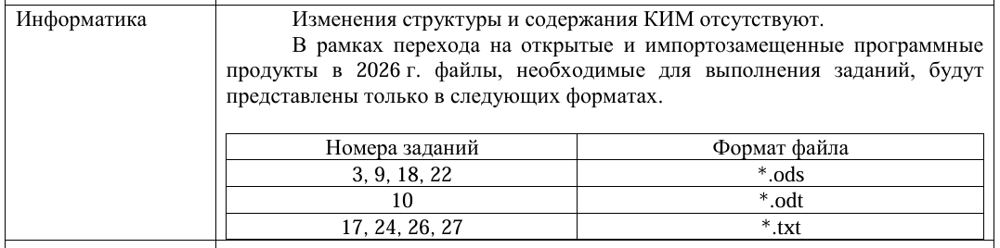 Информатика
Изменения структуры и содержания КИМ отсутствуют.
В рамках перехода на открытые и импортозамещенные программные
продукты в 2026 г. файлы, необходимые для выполнения заданий, будут
представлены только в следующих форматах.
Номера заданий Формат файла
3, 9, 18, 22 *.ods
10 *.odt
17, 24, 26, 27 *.txt